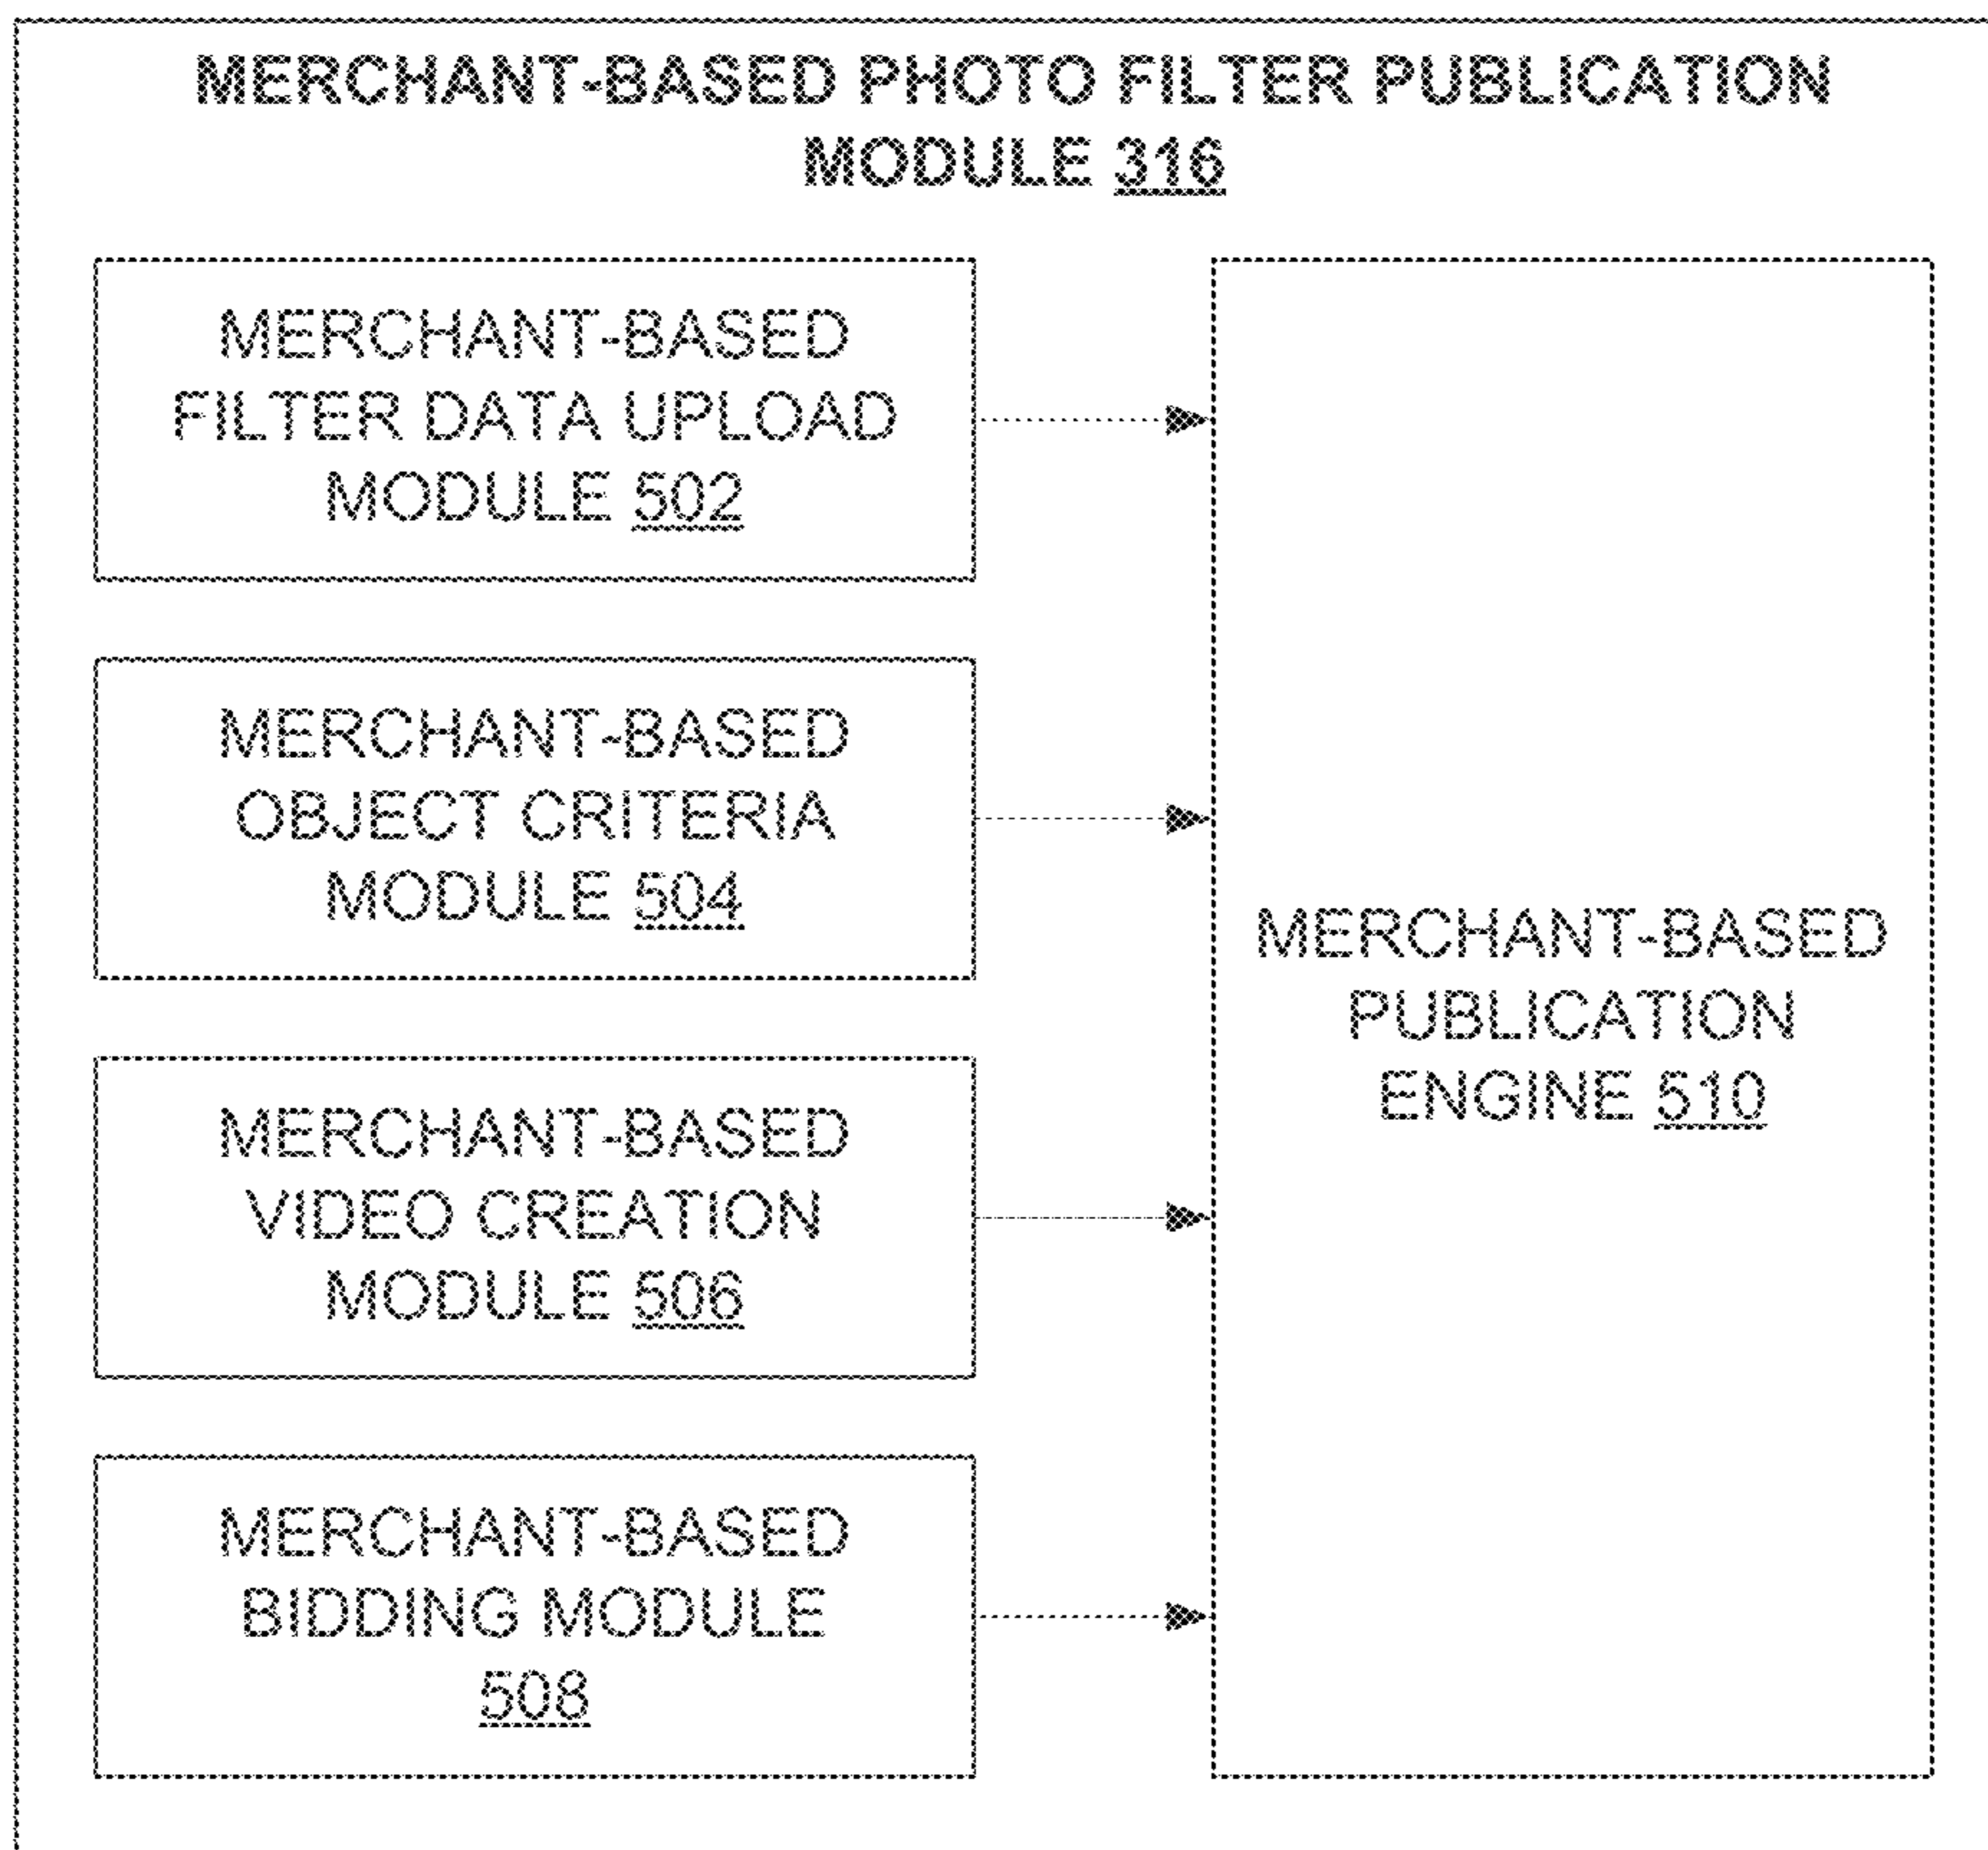 MERCHANT-BASED PHOTO FILTER PUBLICATION
MODULE 316
MERCHANT-BASED
FILTER DATA UPLOAD
MODULE 502
MERCHANT-BASED
OBJECT CRITERIA
MODULE 504
MERCHANT-BASED
VIDEO CREATION
MODULE 506
MERCHANT-BASED
BIDDING MODULE
508
MERCHANT-BASED
PUBLICATION
ENGINE 510